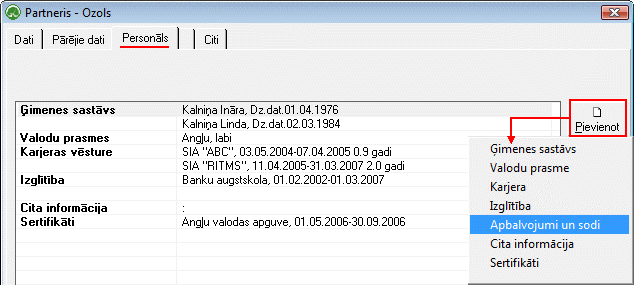 Partneris - Ozols
Dati Pārējie dati Personāls Citi
Ģimenes sastāvs Kalniņa Ināra, Dz.dat.01.04.1976
Kalniņa Linda, Dz.dat.02.03.1984
Valodu prasmes Angļu, labi
Karjeras vēsture SIA "ABC", 03.05.2004-07.04.2005 0.9 gadi
SIA "RITMS", 11.04.2005-31.03.2007 2.0 gadi
Izglītība Banku augstskola, 01.02.2002-01.03.2007
Cita informācija :
Sertifikāti Angļu valodas apguve, 01.05.2006-30.09.2006
Pievienot
Ģimenes sastāvs
Valodu prasme
Karjera
Izglītība
Apbalvojumi un sodi
Cita informācija
Sertifikāti